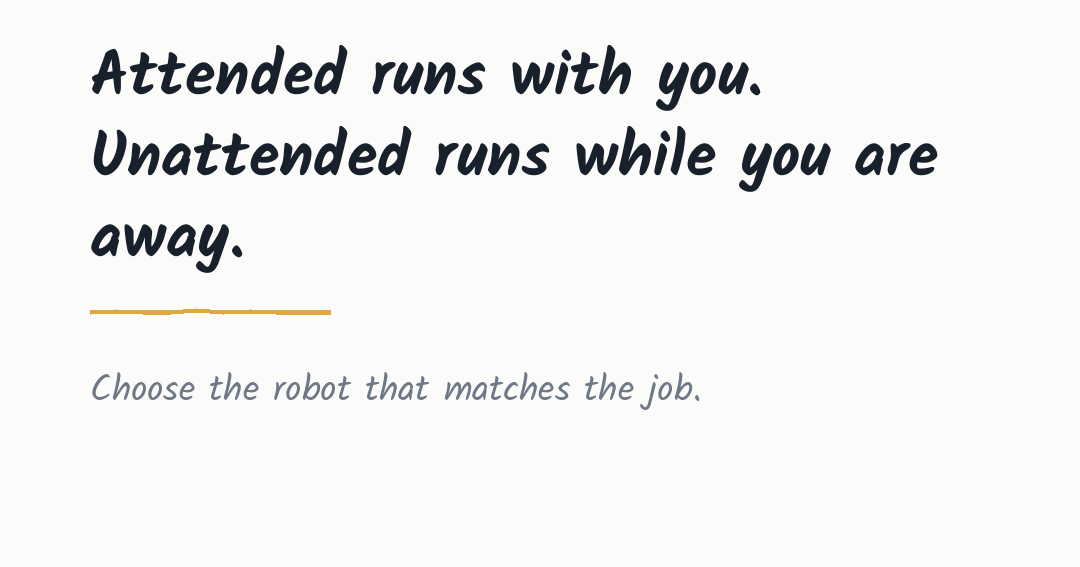 Attended runs with you.
Unattended runs while you are
away.
Choose the robot that matches the job.